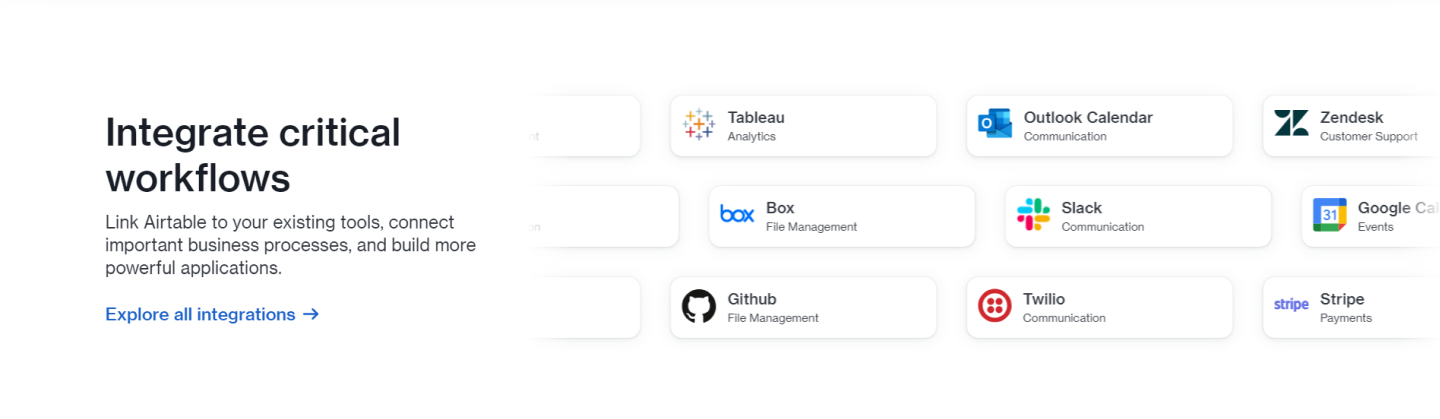 Integrate critical
workflows
Link Airtable to your existing tools, connect
important business processes, and build more
powerful applications.
Explore all integrations →
Tableau
Analytics
Outlook Calendar
Communication
Zendesk
Customer Support
box
Box
File Management
Slack
Communication
31
Google Cal
Events
Github
File Management
Twilio
Communication
stripe
Stripe
Payments